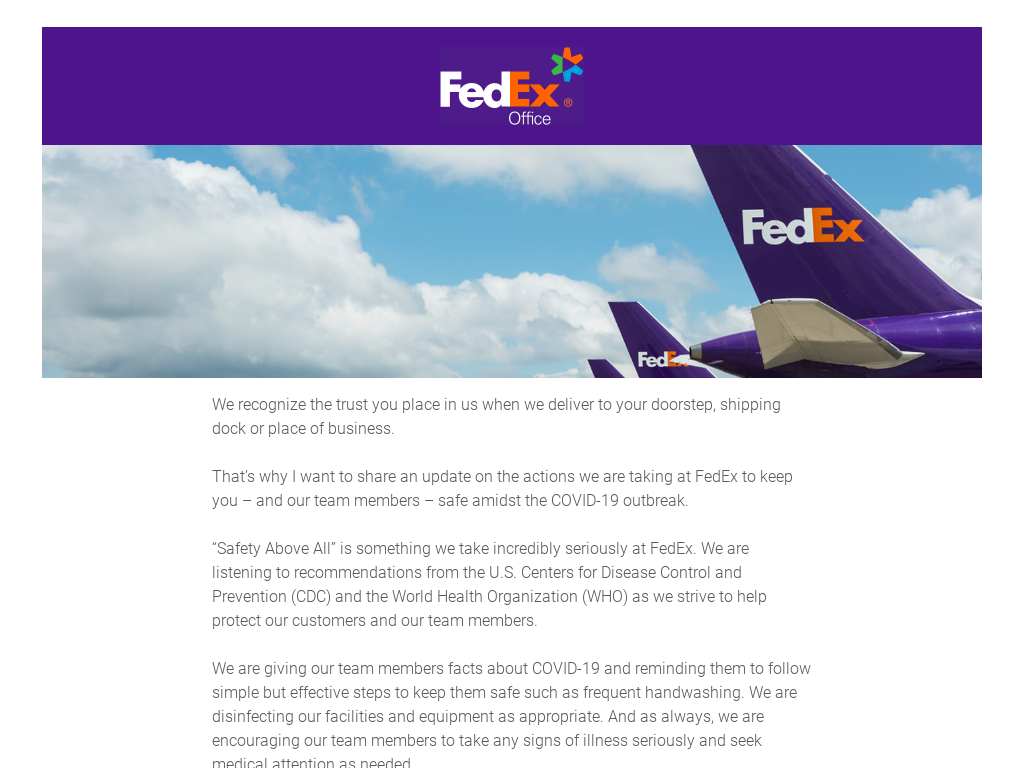 FedEx®
Office
FedEx
FedEx
We recognize the trust you place in us when we deliver to your doorstep, shipping
dock or place of business.
That’s why I want to share an update on the actions we are taking at FedEx to keep
you – and our team members – safe amidst the COVID-19 outbreak.
“Safety Above All” is something we take incredibly seriously at FedEx. We are
listening to recommendations from the U.S. Centers for Disease Control and
Prevention (CDC) and the World Health Organization (WHO) as we strive to help
protect our customers and our team members.
We are giving our team members facts about COVID-19 and reminding them to follow
simple but effective steps to keep them safe such as frequent handwashing. We are
disinfecting our facilities and equipment as appropriate. And as always, we are
encouraging our team members to take any signs of illness seriously and seek
medical attention as needed.